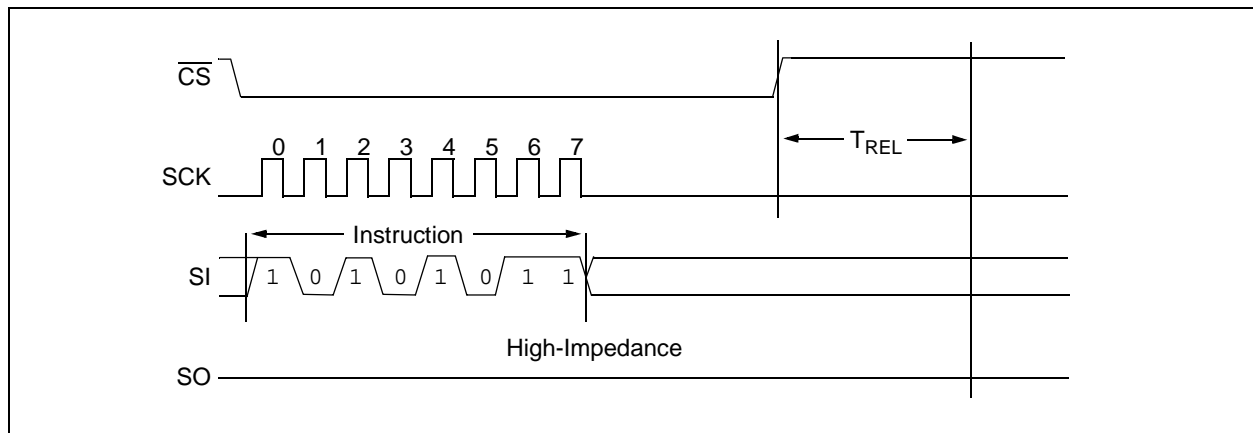 CS
0 1 2 3 4 5 6 7
TREL
SCK
Instruction
SI
1 0 1 0 1 0 1 1
High-Impedance
SO